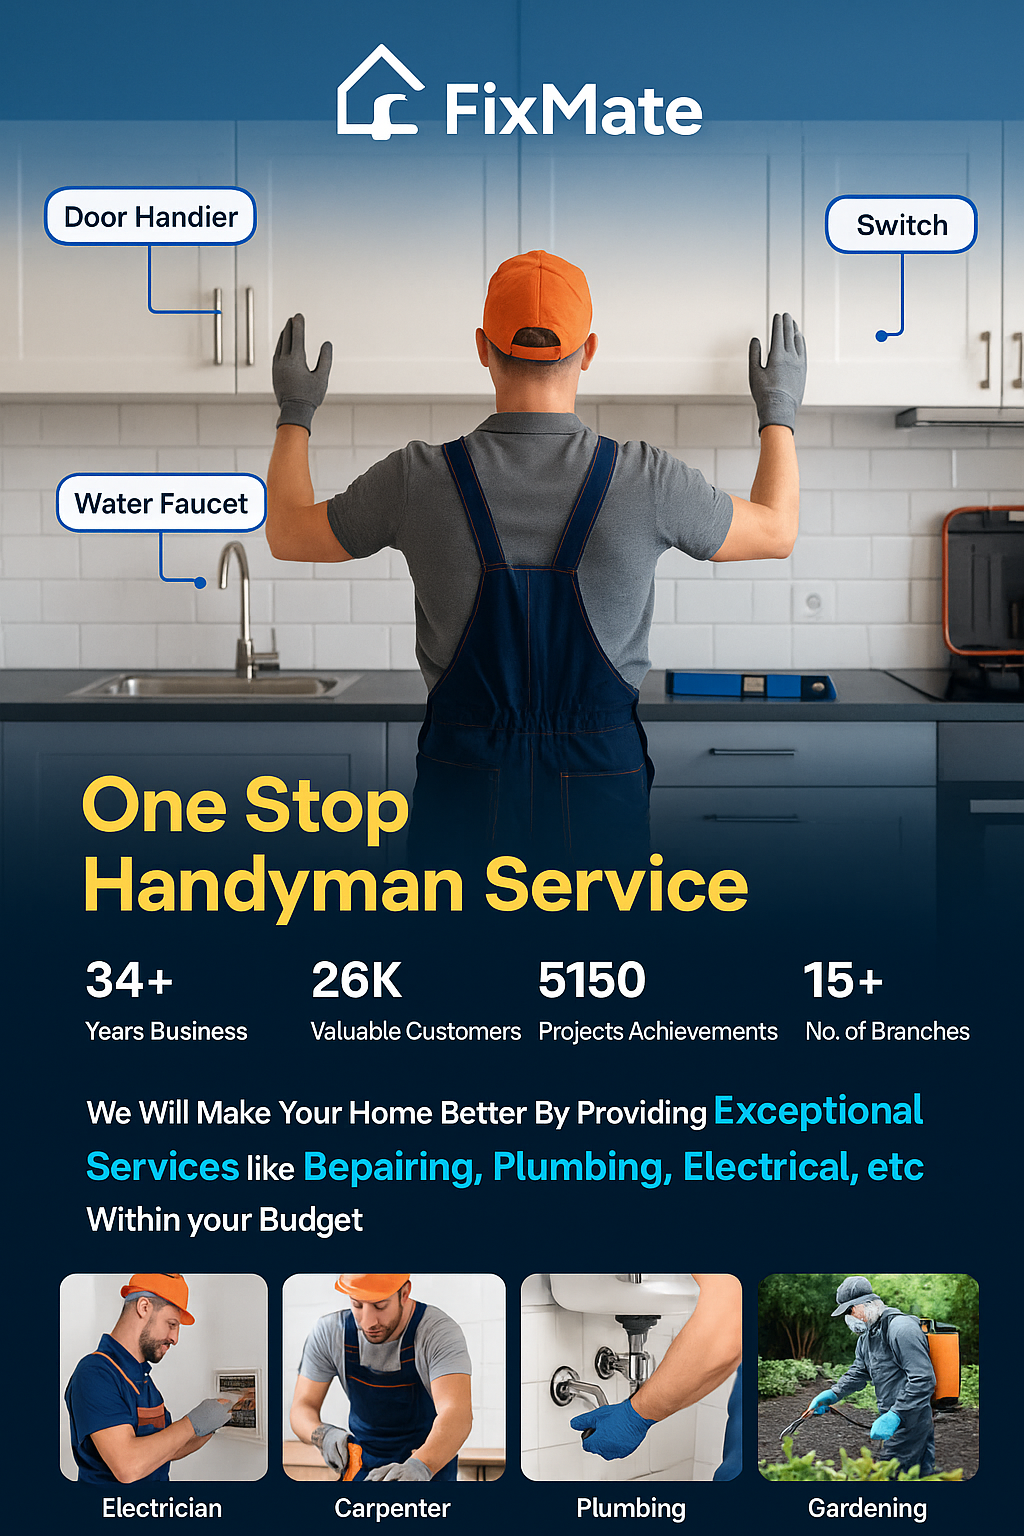 FixMate
Door Handier
Switch
Water Faucet
One Stop
Handyman Service
34+
Years Business
26K
Valuable Customers
5150
Projects Achievements
15+
No. of Branches
We Will Make Your Home Better By Providing Exceptional
Services like Bepairing, Plumbing, Electrical, etc
Within your Budget
Electrician
Carpenter
Plumbing
Gardening